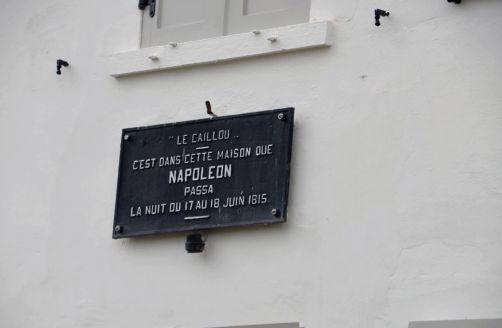 "LE CAILLOU"
C'EST DANS CETTE MAISON QUE
NAPOLEON
PASSA
LA NUIT DU 17 AU 18 JUIN 1815.